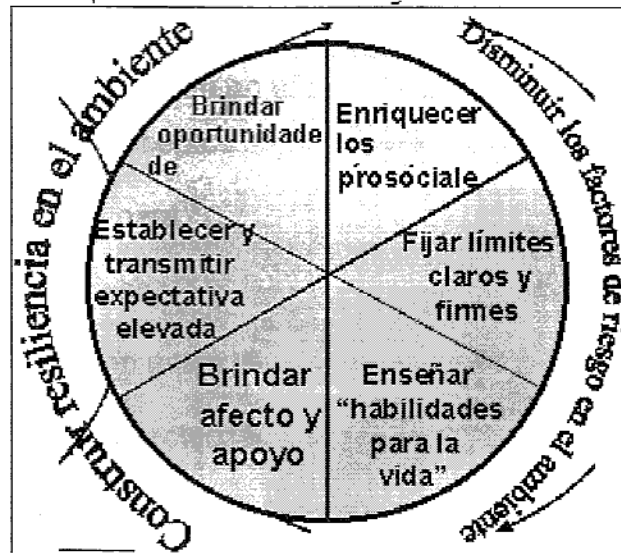 Construir resiliencia en el ambiente
Disminuir los factores de riesgo en el ambiente
Brindar
oportunidade
de
Enriquecer
los
prosociale
Fijar límites
claros y
firmes
Enseñar
“habilidades
para la
vida”
Brindar
afecto y
apoyo
Establecer y
transmitir
expectativa
elevada